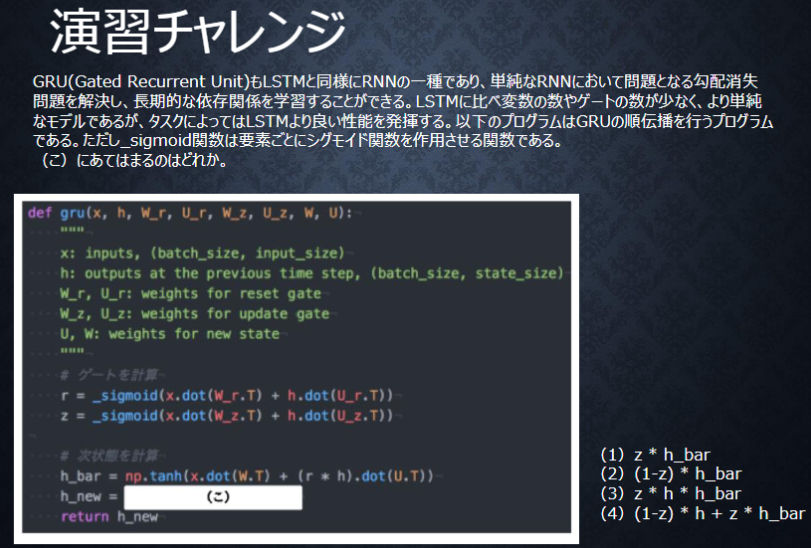 演習チャレンジ
GRU(Gated Recurrent Unit)もLSTMと同様にRNNの一種であり、単純なRNNにおいて問題となる勾配消失
問題を解決し、長期的な依存関係を学習することができる。LSTMに比べ変数の数やゲートの数が少なく、より単純
なモデルであるが、タスクによってはLSTMより良い性能を発揮する。以下のプログラムはGRUの順伝播を行うプログラム
である。ただし_sigmoid関数は要素ごとにシグモイド関数を作用させる関数である。
（こ）にあてはまるのはどれか。
def gru(x, h, W_r, U_r, W_z, U_z, W, U):
"""
x: inputs, (batch_size, input_size)
h: outputs at the previous time step, (batch_size, state_size)
W_r, U_r: weights for reset gate
W_z, U_z: weights for update gate
U, W: weights for new state
"""
# ゲートを計算
r = _sigmoid(x.dot(W_r.T) + h.dot(U_r.T))
z = _sigmoid(x.dot(W_z.T) + h.dot(U_z.T))
# 次状態を計算
h_bar = np.tanh(x.dot(W.T) + (r * h).dot(U.T))
h_new = （こ）
return h_new
(1) z * h_bar
(2) (1-z) * h_bar
(3) z * h * h_bar
(4) (1-z) * h + z * h_bar